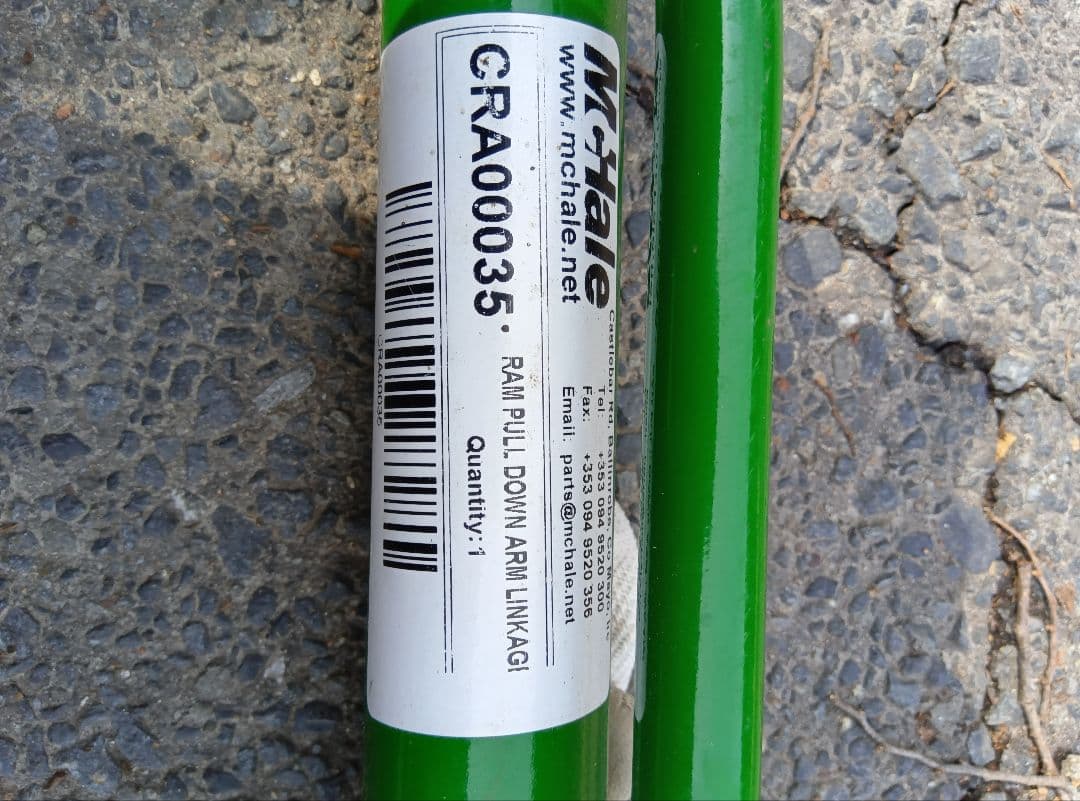 McHale
www.mchale.net
Castlebar Rd, Ballinrobe, Co Mayo,
Tel: +353 094 9520 300
Fax: +353 094 9520 356
Email: parts@mchale.net
CRA00035
RAM PULL DOWN ARM LINKAGI
Quantity:1
CRA00035